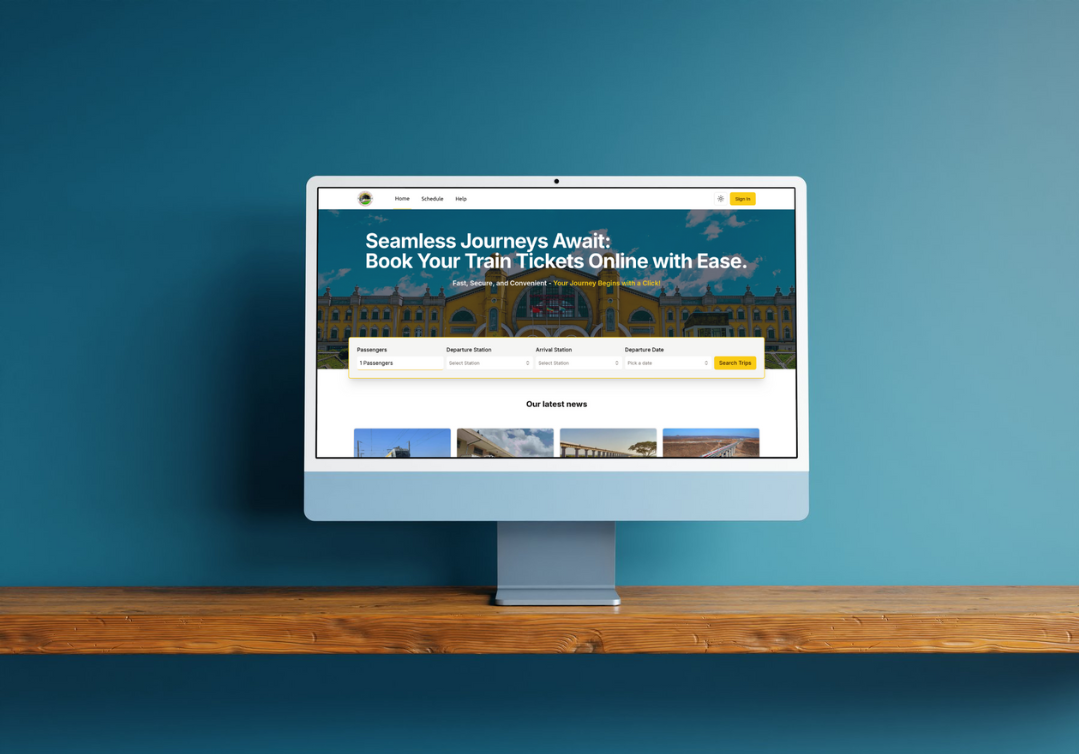 Home Schedule Help Sign In
Seamless Journeys Await:
Book Your Train Tickets Online with Ease.
Fast, Secure, and Convenient - Your Journey Begins with a Click!
Passengers Departure Station Arrival Station Departure Date
1 Passengers Select Station Select Station Pick a date Search Trips
Our latest news